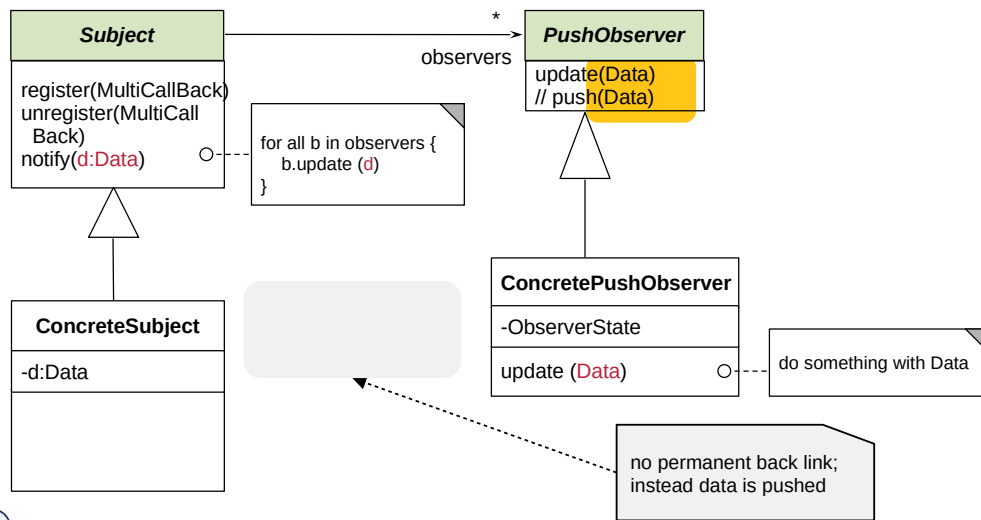 Subject
register(MultiCallBack)
unregister(MultiCall
Back)
notify(d:Data)
for all b in observers {
b.update (d)
}
*
observers
PushObserver
update(Data)
// push(Data)
ConcreteSubject
-d:Data
ConcretePushObserver
-ObserverState
update (Data)
do something with Data
no permanent back link;
instead data is pushed